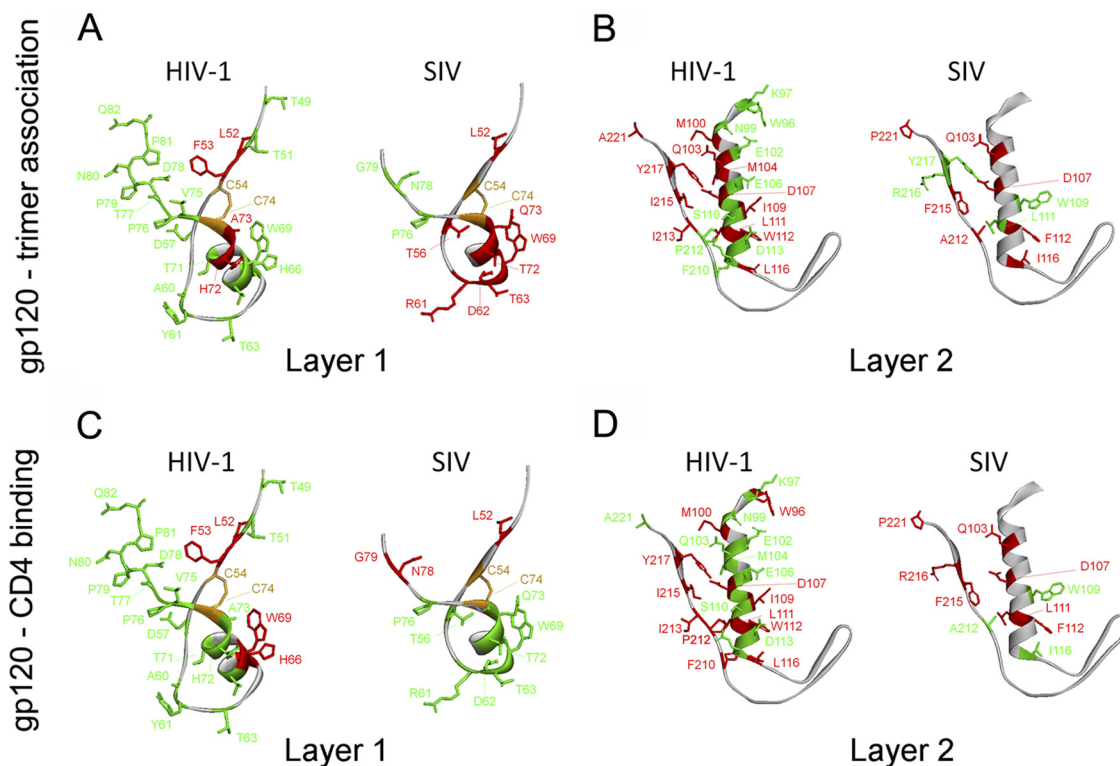 A
B
HIV-1
SIV
HIV-1
SIV
gp120 - trimer association
Q82
T49
P81
F53
L52
T51
N80
D78
V75
C54
P79
T77
C74
P76
A73
W69
D57
T71
H66
A60
H72
Y61
T63
L52
G79
N78
C54
C74
P76
Q73
T56
W69
T72
R61
D62
T63
K97
W96
A221
M100
N99
Q103
E102
Y217
M104
E106
D107
I215
S110
I109
L111
I213
P212
W112
D113
F210
L116
P221
Q103
Y217
D107
R216
W109
F215
L111
A212
F112
I116
Layer 1
Layer 2
C
D
HIV-1
SIV
HIV-1
SIV
gp120 - CD4 binding
Q82
T49
P81
F53
L52
T51
N80
D78
V75
C54
P79
T77
C74
P76
A73
W69
D57
T71
H66
A60
H72
Y61
T63
L52
G79
N78
C54
C74
P76
Q73
T56
W69
T72
R61
D62
T63
K97
W96
A221
M100
N99
Q103
E102
Y217
M104
E106
D107
I215
S110
I109
L111
I213
P212
W112
D113
F210
L116
P221
Q103
D107
R216
W109
F215
L111
A212
F112
I116
Layer 1
Layer 2